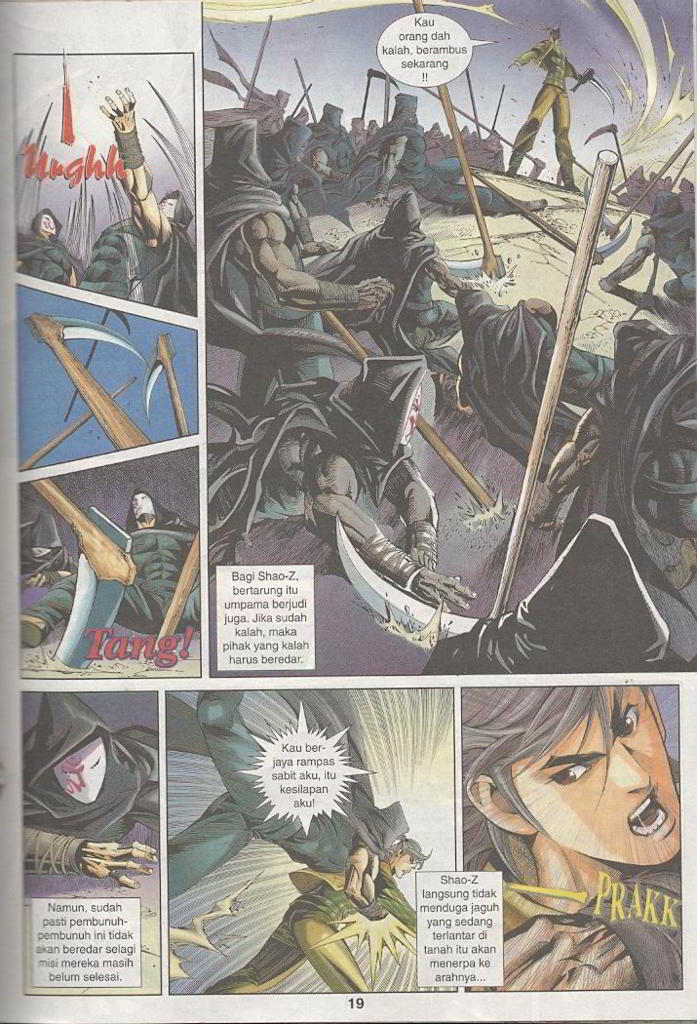 Urghh
Tang!
Kau
orang dah
kalah, berambus
sekarang
!!
Bagi Shao-Z,
bertarung itu
umpama berjudi
juga. Jika sudah
kalah, maka
pihak yang kalah
harus beredar.
Namun, sudah
pasti pembunuh-
pembunuh ini tidak
akan beredar selagi
misi mereka masih
belum selesai.
Kau ber-
jaya rampas
sabit aku, itu
kesilapan
aku!
Shao-Z
langsung tidak
menduga jaguh
yang sedang
terlantar di
tanah itu akan
menerpa ke
arahnya...
PRAKK
19